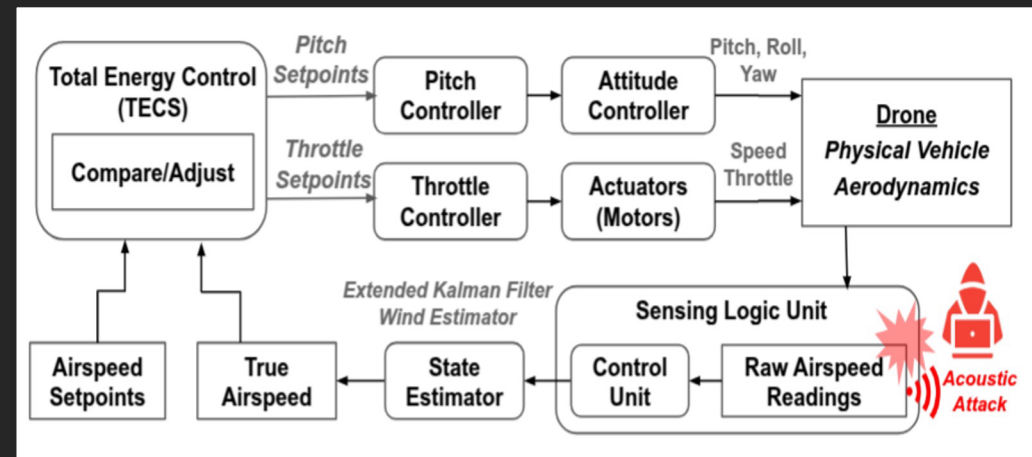 Total Energy Control
(TECS)
Compare/Adjust
Pitch
Setpoints
Throttle
Setpoints
Pitch
Controller
Throttle
Controller
Attitude
Controller
Actuators
(Motors)
Pitch, Roll,
Yaw
Speed
Throttle
Drone
Physical Vehicle
Aerodynamics
Extended Kalman Filter
Wind Estimator
Sensing Logic Unit
Airspeed
Setpoints
True
Airspeed
State
Estimator
Control
Unit
Raw Airspeed
Readings
Acoustic
Attack